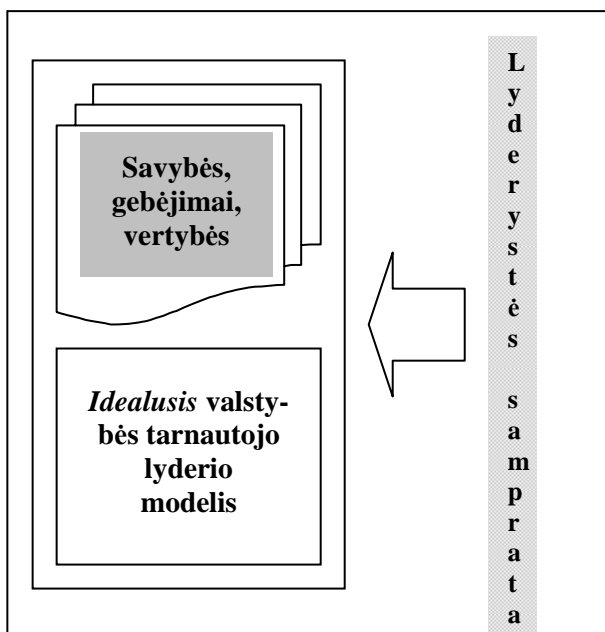 Savybės,
gebėjimai,
vertybės
Idealusis valsty-
bės tarnautojo
lyderio
modelis
Lyderystės samprata